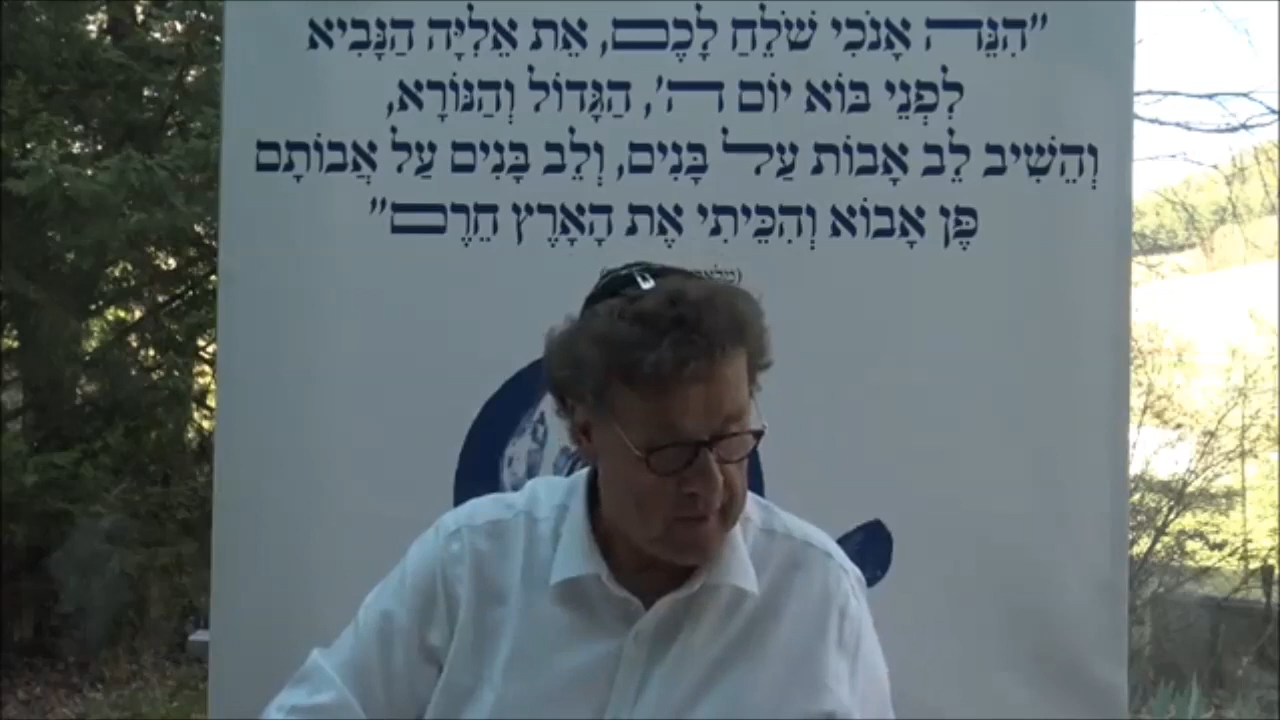 "הִנֵּה אָנֹכִי שֹׁלֵחַ לָכֶם, אֵת אֵלִיָּה הַנָּבִיא
לִפְנֵי בּוֹא יוֹם ה', הַגָּדוֹל וְהַנּוֹרָא,
וְהֵשִׁיב לֵב אָבוֹת עַל בָּנִים, וְלֵב בָּנִים עַל אֲבוֹתָם
פֶּן אָבוֹא וְהִכֵּיתִי אֶת הָאָרֶץ חֵרֶם"